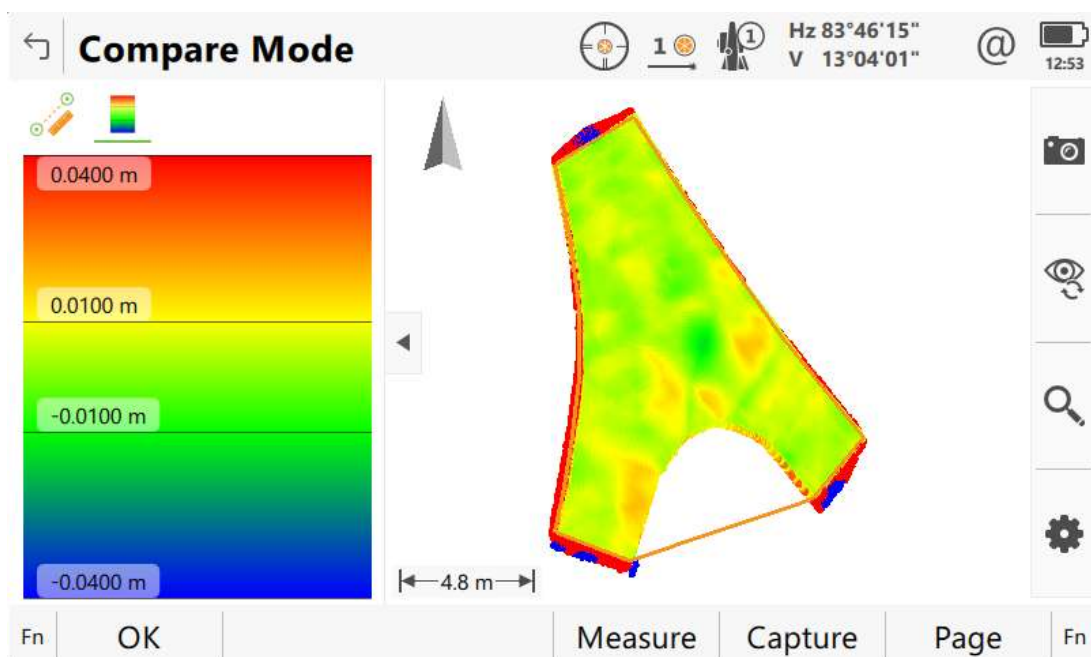 Compare Mode
1
1
Hz 83°46'15"
V 13°04'01"
@
12:53
0.0400 m
0.0100 m
-0.0100 m
-0.0400 m
4.8 m
Fn OK Measure Capture Page Fn